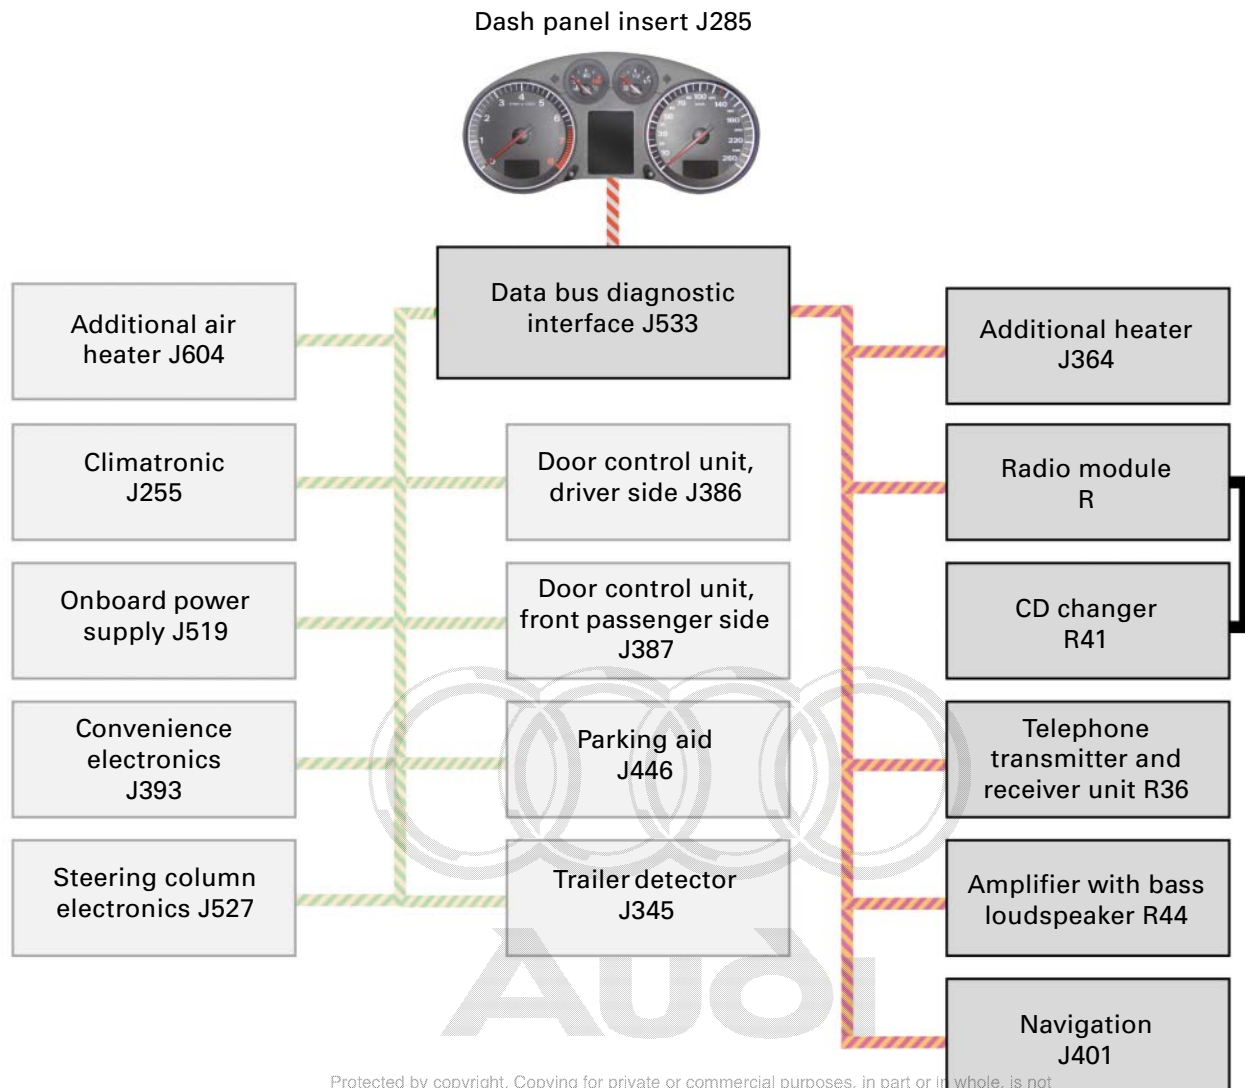 Dash panel insert J285
Data bus diagnostic
interface J533
Additional air
heater J604
Additional heater
J364
Climatronic
J255
Door control unit,
driver side J386
Radio module
R
Onboard power
supply J519
Door control unit,
front passenger side
J387
CD changer
R41
Convenience
electronics
J393
Parking aid
J446
Telephone
transmitter and
receiver unit R36
Steering column
electronics J527
Trailer detector
J345
Amplifier with bass
loudspeaker R44
Audi
Navigation
J401
Protected by copyright. Copying for private or commercial purposes, in part or in whole, is not